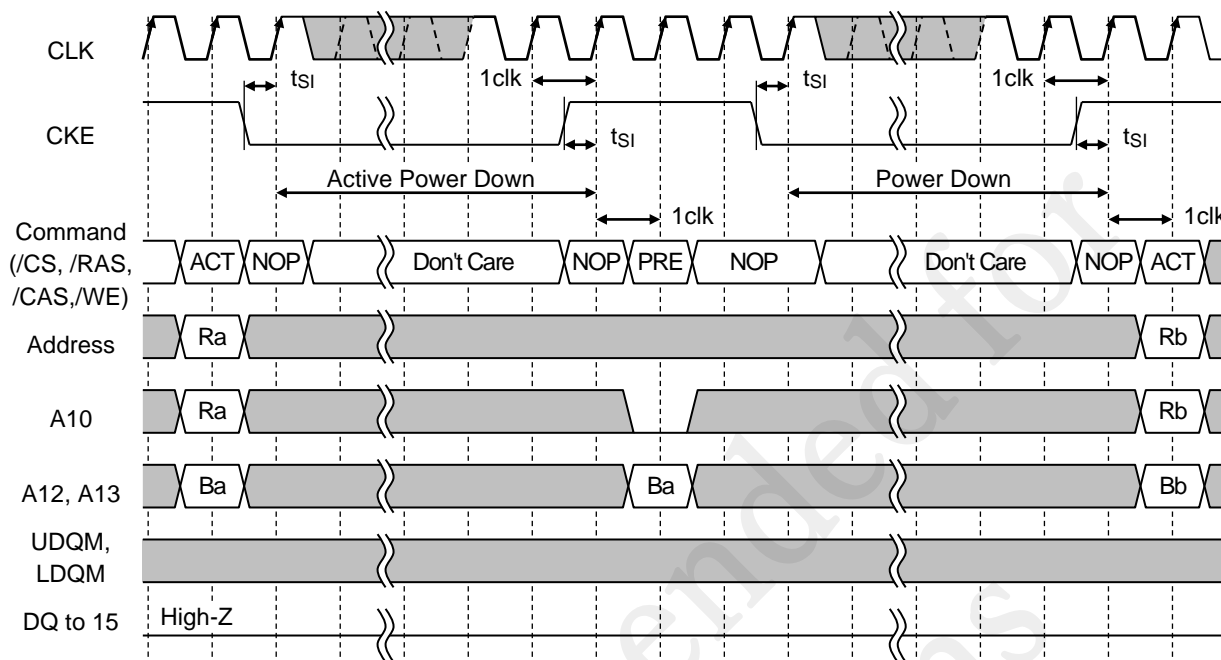 CLK
tSI
1clk
tSI
1clk
CKE
tSI
tSI
Active Power Down
Power Down
1clk
1clk
Command
(/CS, /RAS,
/CAS,/WE)
ACT
NOP
Don't Care
NOP
PRE
NOP
Don't Care
NOP
ACT
Address
Ra
Rb
A10
Ra
Rb
A12, A13
Ba
Ba
Bb
UDQM,
LDQM
DQ to 15
High-Z